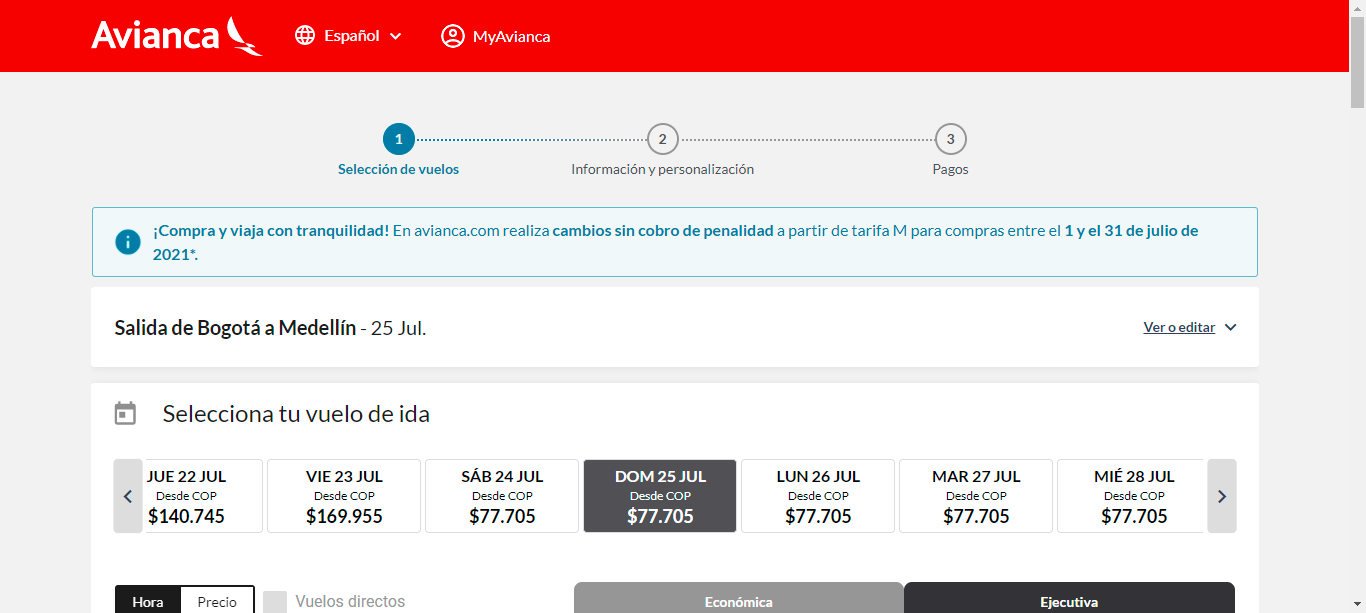 Avianca
Español
MyAvianca
1
2
3
Selección de vuelos
Información y personalización
Pagos
¡Compra y viaja con tranquilidad! En avianca.com realiza cambios sin cobro de penalidad a partir de tarifa M para compras entre el 1 y el 31 de julio de
2021*.
Salida de Bogotá a Medellín - 25 Jul.
Ver o editar
Selecciona tu vuelo de ida
JUE 22 JUL
Desde COP
$140.745
VIE 23 JUL
Desde COP
$169.955
SÁB 24 JUL
Desde COP
$77.705
DOM 25 JUL
Desde COP
$77.705
LUN 26 JUL
Desde COP
$77.705
MAR 27 JUL
Desde COP
$77.705
MIÉ 28 JUL
Desde COP
$77.705
Hora
Precio
Vuelos directos
Económica
Ejecutiva